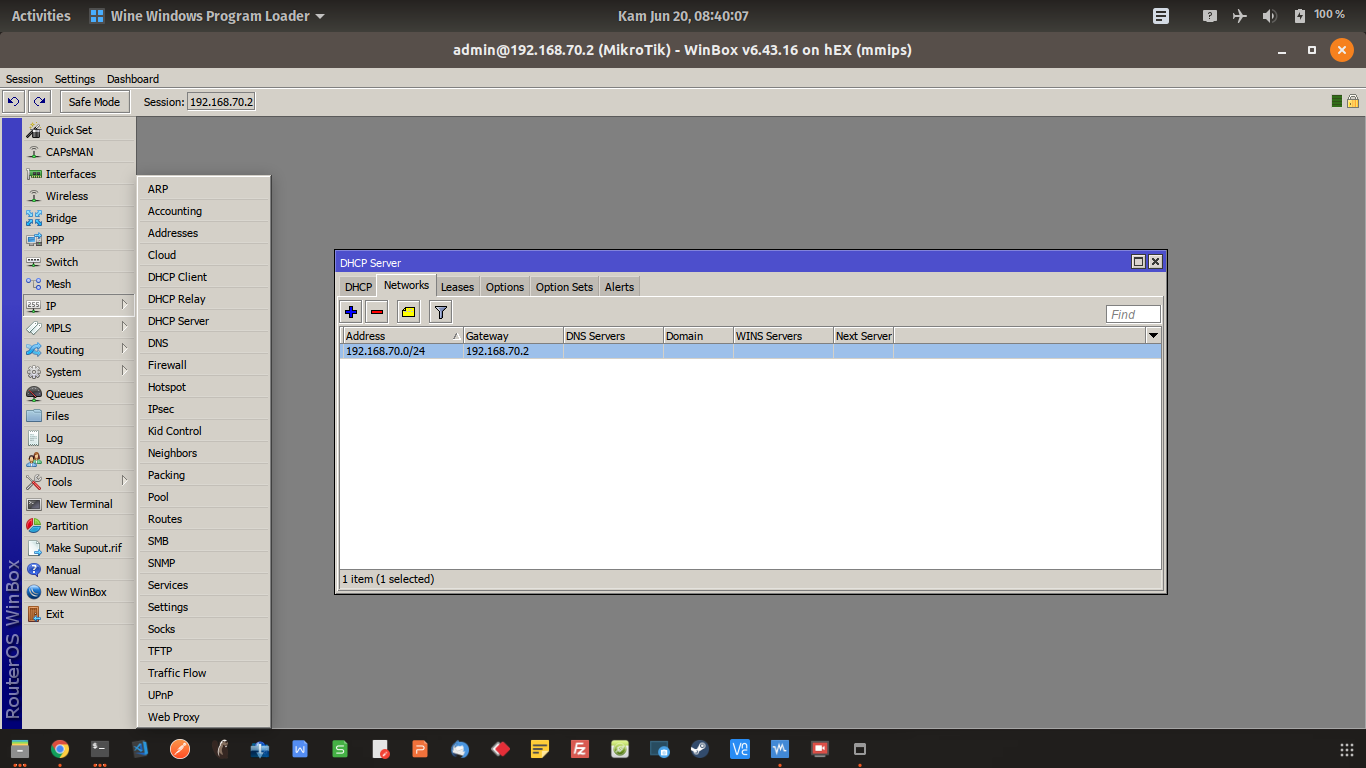 Activities Wine Windows Program Loader Kam Jun 20, 08:40:07 100 %
admin@192.168.70.2 (MikroTik) - WinBox v6.43.16 on hEX (mmips)
Session Settings Dashboard
Safe Mode Session: 192.168.70.2
Quick Set
CAPsMAN
Interfaces
Wireless
Bridge
PPP
Switch
Mesh
IP
MPLS
Routing
System
Queues
Files
Log
RADIUS
Tools
New Terminal
Partition
Make Supout.rif
Manual
New WinBox
Exit
RouterOS WinBox
ARP
Accounting
Addresses
Cloud
DHCP Client
DHCP Relay
DHCP Server
DNS
Firewall
Hotspot
IPsec
Kid Control
Neighbors
Packing
Pool
Routes
SMB
SNMP
Services
Settings
Socks
TFTP
Traffic Flow
UPnP
Web Proxy
DHCP Server
DHCP Networks Leases Options Option Sets Alerts
Find
Address Gateway DNS Servers Domain WINS Servers Next Server
192.168.70.0/24 192.168.70.2
1 item (1 selected)